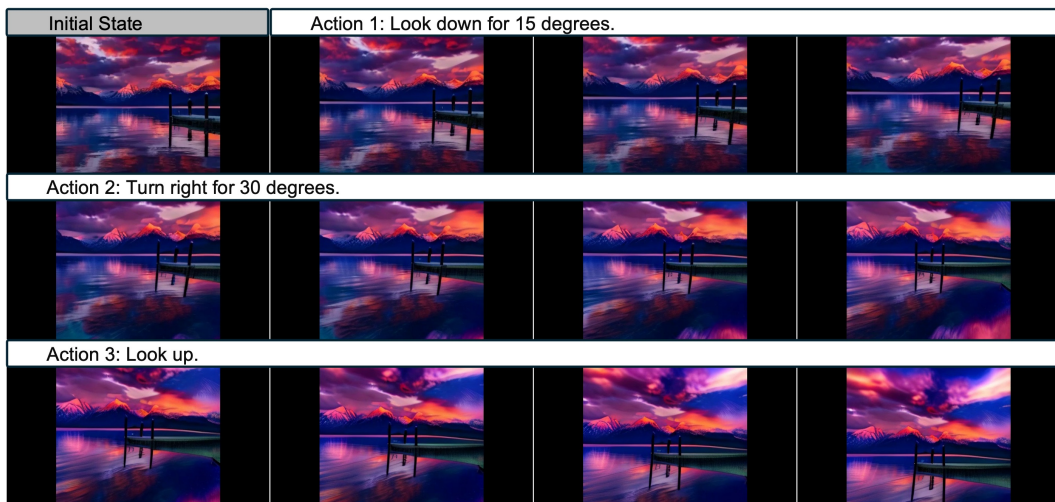 Initial State
Action 1: Look down for 15 degrees.
Action 2: Turn right for 30 degrees.
Action 3: Look up.